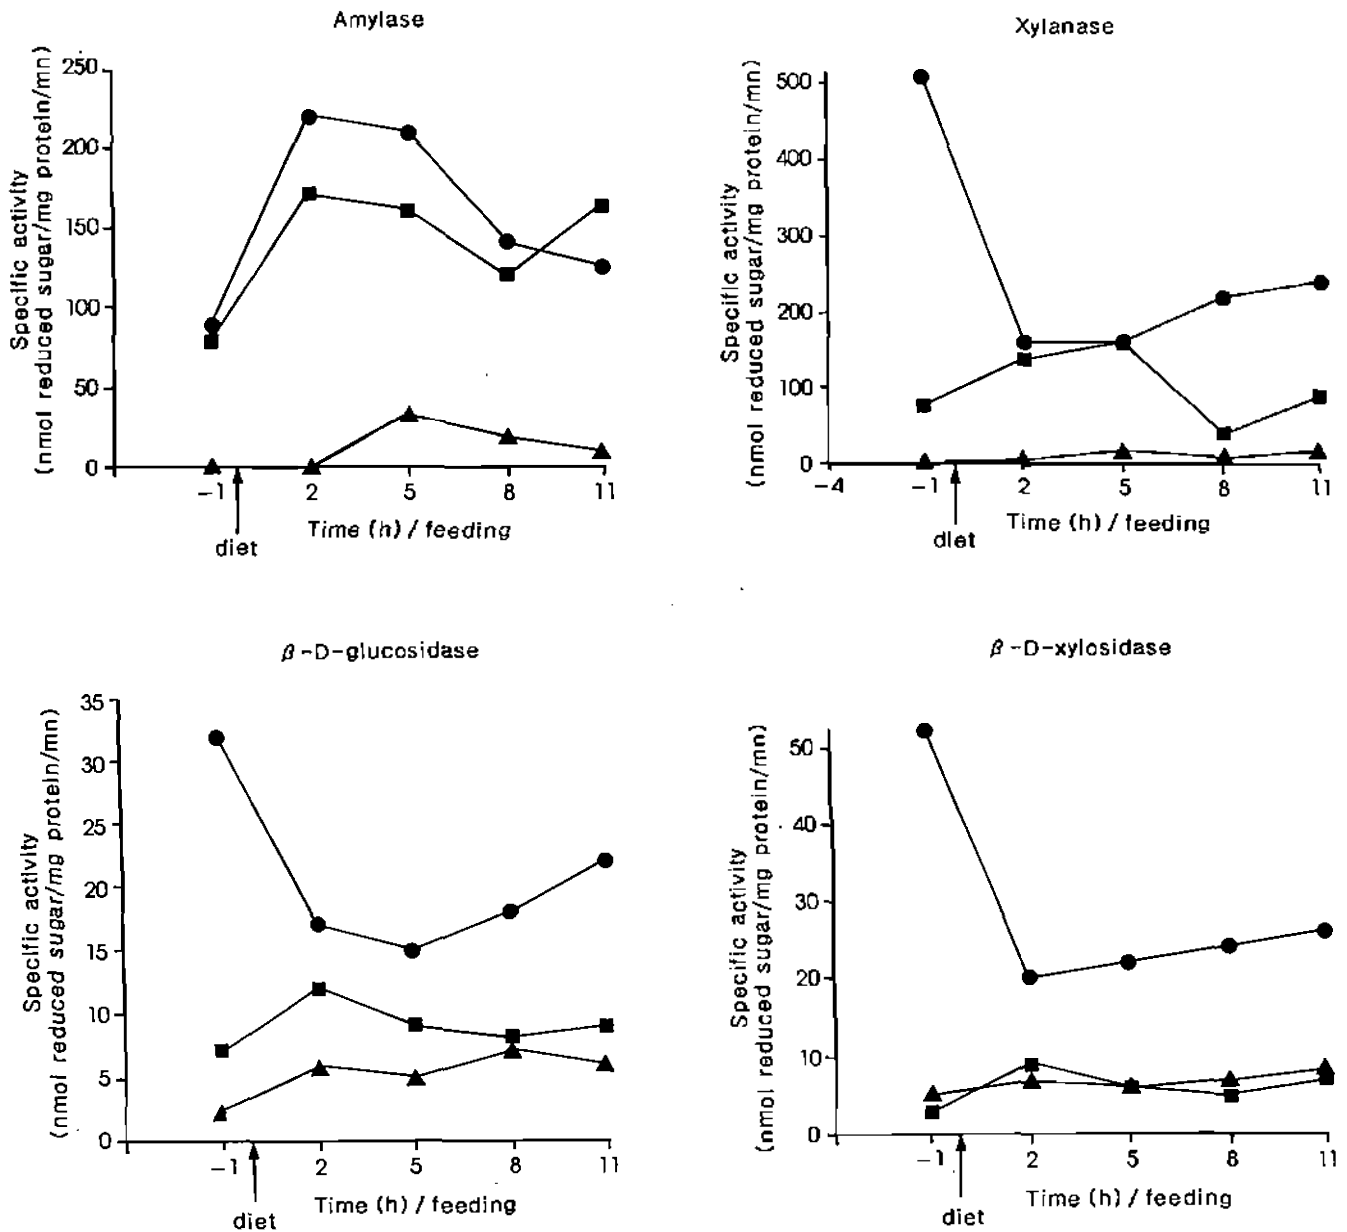 Amylase
Specific activity
(nmol reduced sugar/mg protein/mn)
250
200
150
100
50
0
−1
2
5
8
11
diet
Time (h) / feeding
Xylanase
Specific activity
(nmol reduced sugar/mg protein/mn)
500
400
300
200
100
0
−4
−1
2
5
8
11
diet
Time (h) / feeding
β-D-glucosidase
Specific activity
(nmol reduced sugar/mg protein/mn)
35
30
25
20
15
10
5
0
−1
2
5
8
11
diet
Time (h) / feeding
β-D-xylosidase
Specific activity
(nmol reduced sugar/mg protein/mn)
50
40
30
20
10
0
−1
2
5
8
11
diet
Time (h) / feeding